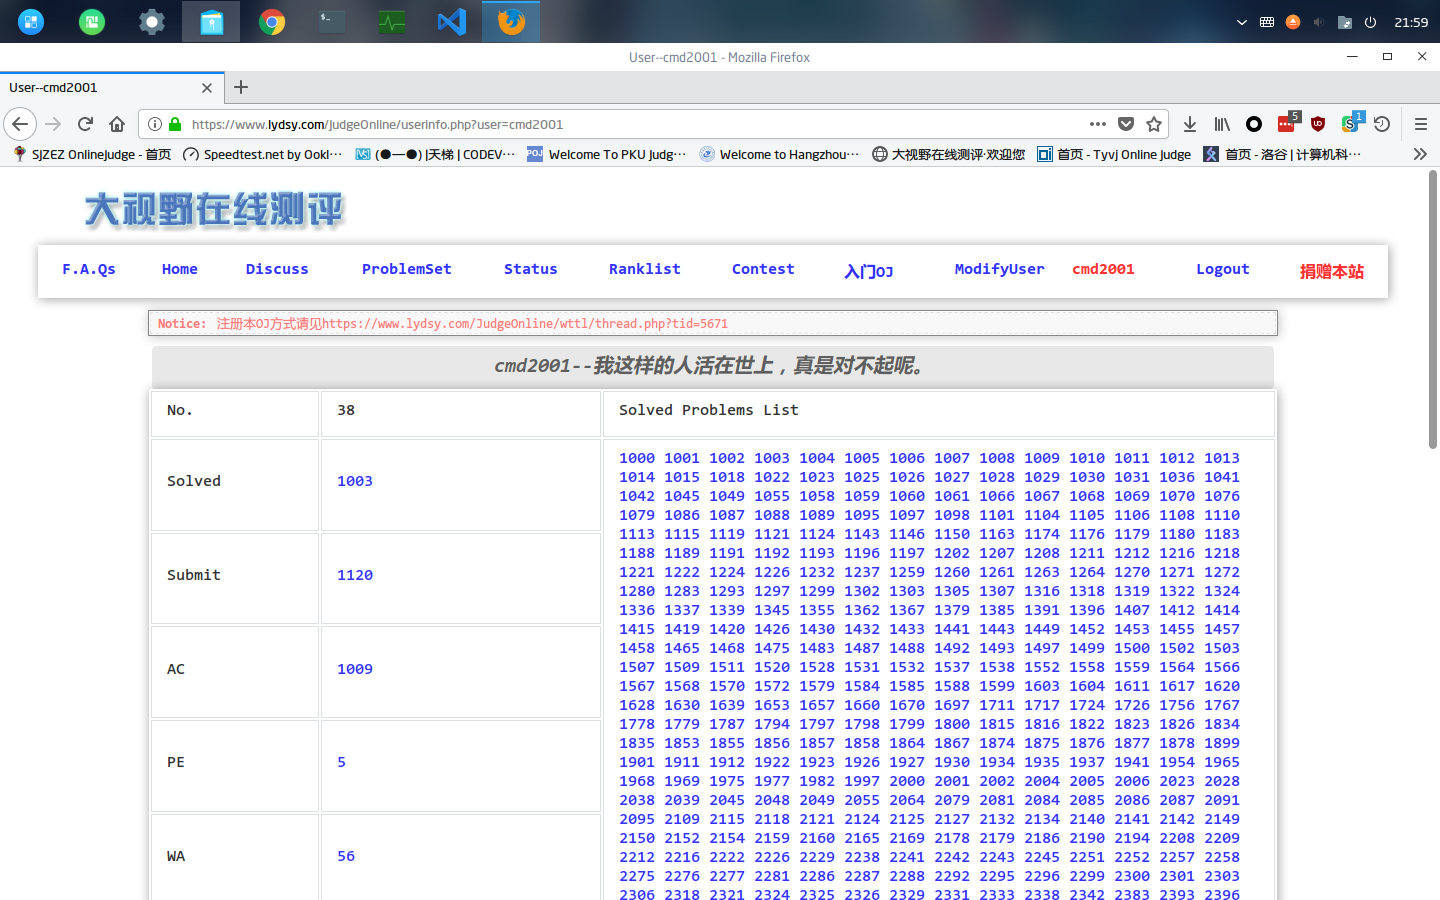 21:59
User--cmd2001 - Mozilla Firefox
User--cmd2001
https://www.lydsy.com/JudgeOnline/userinfo.php?user=cmd2001
5
1
SJZEZ OnlineJudge - 首页
Speedtest.net by Ookl···
(●—●) |天梯 | CODEV···
POJ Welcome To PKU Judg···
Welcome to Hangzhou···
大视野在线测评·欢迎您
首页 - Tyvj Online Judge
首页 - 洛谷 | 计算机科···
大视野在线测评
F.A.Qs Home Discuss ProblemSet Status Ranklist Contest 入门OJ ModifyUser cmd2001 Logout 捐赠本站
Notice: 注册本OJ方式请见https://www.lydsy.com/JudgeOnline/wttl/thread.php?tid=5671
cmd2001--我这样的人活在世上，真是对不起呢。
No. 38 Solved Problems List
Solved 1003
Submit 1120
AC 1009
PE 5
WA 56
1000 1001 1002 1003 1004 1005 1006 1007 1008 1009 1010 1011 1012 1013
1014 1015 1018 1022 1023 1025 1026 1027 1028 1029 1030 1031 1036 1041
1042 1045 1049 1055 1058 1059 1060 1061 1066 1067 1068 1069 1070 1076
1079 1086 1087 1088 1089 1095 1097 1098 1101 1104 1105 1106 1108 1110
1113 1115 1119 1121 1124 1143 1146 1150 1163 1174 1176 1179 1180 1183
1188 1189 1191 1192 1193 1196 1197 1202 1207 1208 1211 1212 1216 1218
1221 1222 1224 1226 1232 1237 1259 1260 1261 1263 1264 1270 1271 1272
1280 1283 1293 1297 1299 1302 1303 1305 1307 1316 1318 1319 1322 1324
1336 1337 1339 1345 1355 1362 1367 1379 1385 1391 1396 1407 1412 1414
1415 1419 1420 1426 1430 1432 1433 1441 1443 1449 1452 1453 1455 1457
1458 1465 1468 1475 1483 1487 1488 1492 1493 1497 1499 1500 1502 1503
1507 1509 1511 1520 1528 1531 1532 1537 1538 1552 1558 1559 1564 1566
1567 1568 1570 1572 1579 1584 1585 1588 1599 1603 1604 1611 1617 1620
1628 1630 1639 1653 1657 1660 1670 1697 1711 1717 1724 1726 1756 1767
1778 1779 1787 1794 1797 1798 1799 1800 1815 1816 1822 1823 1826 1834
1835 1853 1855 1856 1857 1858 1864 1867 1874 1875 1876 1877 1878 1899
1901 1911 1912 1922 1923 1926 1927 1930 1934 1935 1937 1941 1954 1965
1968 1969 1975 1977 1982 1997 2000 2001 2002 2004 2005 2006 2023 2028
2038 2039 2045 2048 2049 2055 2064 2079 2081 2084 2085 2086 2087 2091
2095 2109 2115 2118 2121 2124 2125 2127 2132 2134 2140 2141 2142 2149
2150 2152 2154 2159 2160 2165 2169 2178 2179 2186 2190 2194 2208 2209
2212 2216 2222 2226 2229 2238 2241 2242 2243 2245 2251 2252 2257 2258
2275 2276 2277 2281 2286 2287 2288 2292 2295 2296 2299 2300 2301 2303
2306 2318 2321 2324 2325 2326 2329 2331 2333 2338 2342 2383 2393 2396